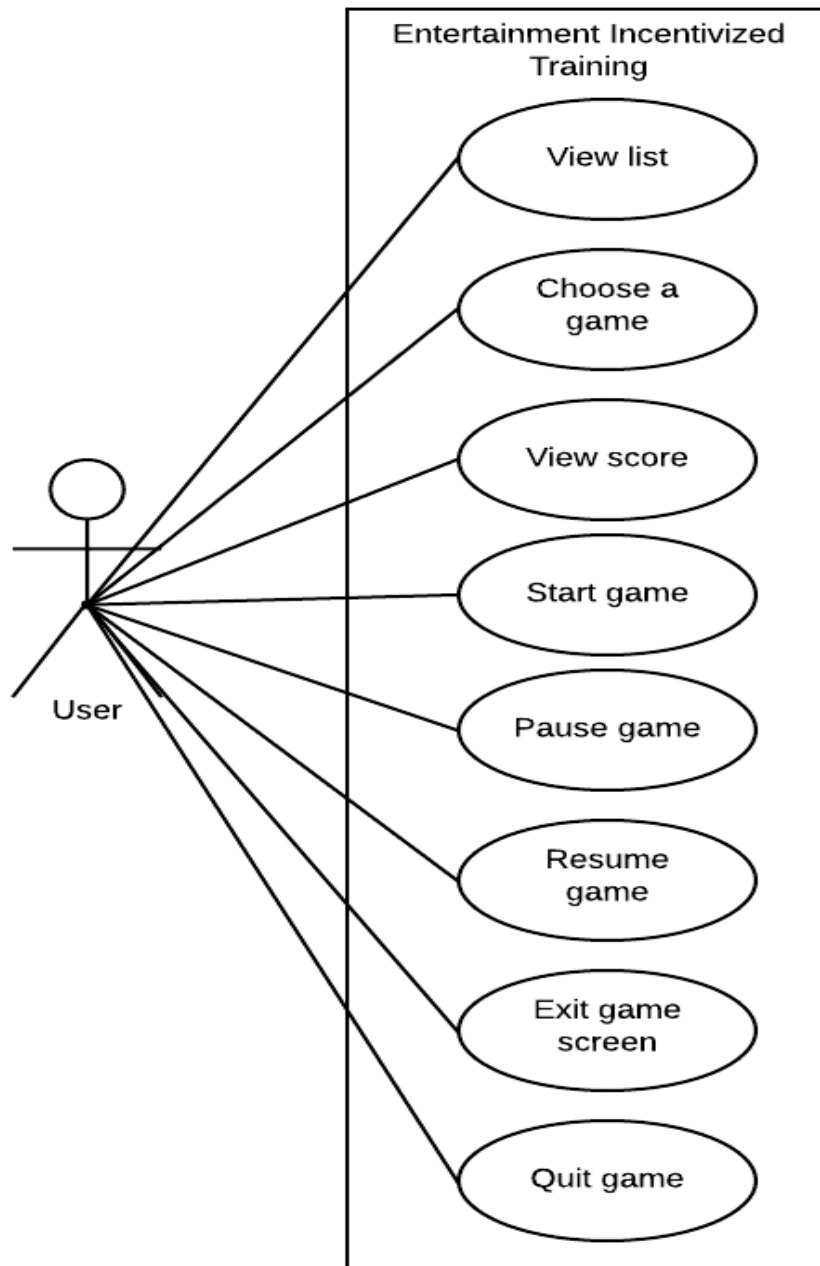 Entertainment Incentivized
Training
View list
Choose a
game
View score
Start game
Pause game
User
Resume
game
Exit game
screen
Quit game